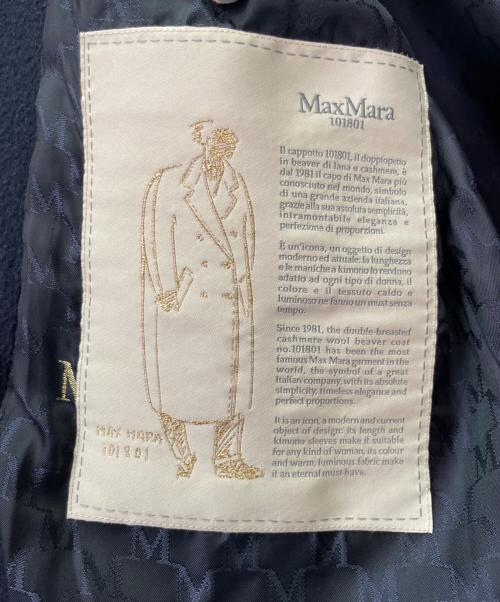 MaxMara
101801
Il cappotto 101801, il doppiopetto
in beaver di lana e cashmere, è
dal 1981 il capo di Max Mara più
conosciuto nel mondo, simbolo
di una grande azienda italiana,
grazie alla sua assoluta semplicità,
intramontabile eleganza e
perfezione di proporzioni.
È un'icona, un oggetto di design
moderno ed attuale: la lunghezza
e le maniche a kimono lo rendono
adatto ad ogni tipo di donna, il
colore e il tessuto caldo e
luminoso ne fanno un must senza
tempo.
Since 1981, the double-breasted
cashmere wool beaver coat
no.101801 has been the most
famous Max Mara garment in the
world, the symbol of a great
Italian company, with its absolute
simplicity, timeless elegance and
perfect proportions.
It is an icon, a modern and current
object of design: its length and
kimono sleeves make it suitable
for any kind of woman, its colour
and warm, luminous fabric make
it an eternal must-have.
MAX MARA
101801
M